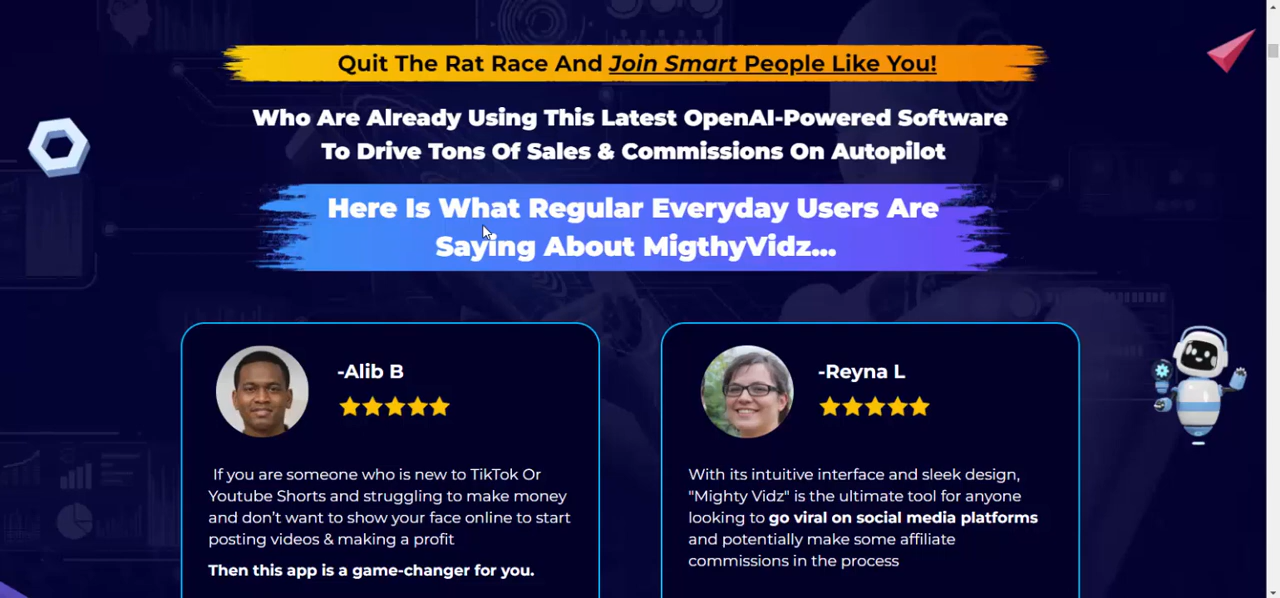 Quit The Rat Race And Join Smart People Like You!
Who Are Already Using This Latest OpenAI-Powered Software
To Drive Tons Of Sales & Commissions On Autopilot
Here Is What Regular Everyday Users Are
Saying About MigthyVidz...
-Alib B
If you are someone who is new to TikTok Or
Youtube Shorts and struggling to make money
and don’t want to show your face online to start
posting videos & making a profit
Then this app is a game-changer for you.
-Reyna L
With its intuitive interface and sleek design,
"Mighty Vidz" is the ultimate tool for anyone
looking to go viral on social media platforms
and potentially make some affiliate
commissions in the process